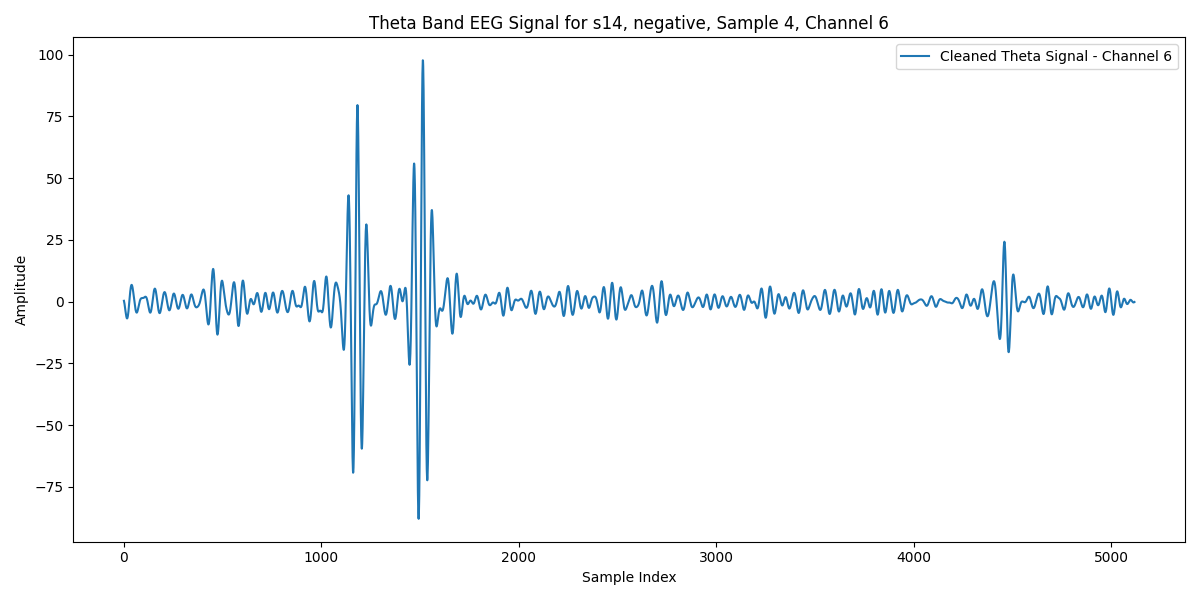 Theta Band EEG Signal for s14, negative, Sample 4, Channel 6
Cleaned Theta Signal - Channel 6
Amplitude
100
75
50
25
0
−25
−50
−75
0 1000 2000 3000 4000 5000
Sample Index